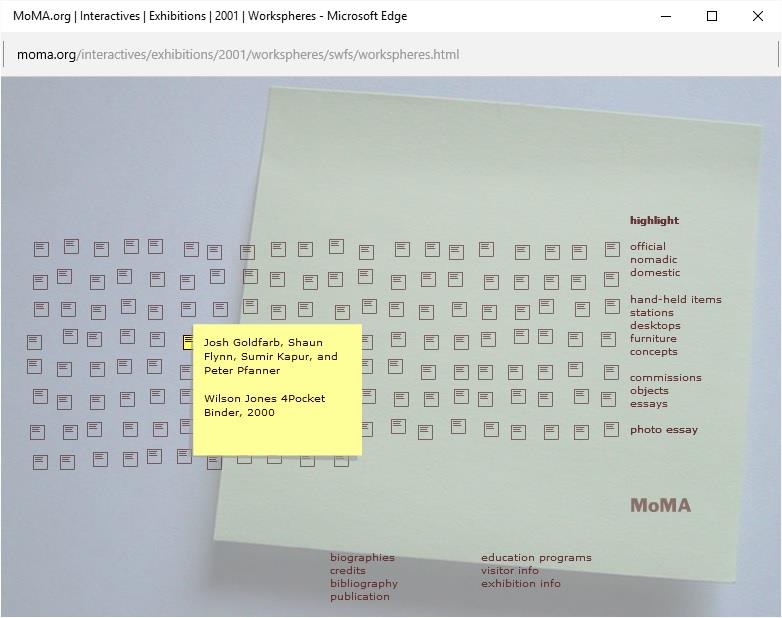 MoMA.org | Interactives | Exhibitions | 2001 | Workspheres - Microsoft Edge
moma.org/interactives/exhibitions/2001/workspheres/swfs/workspheres.html
highlight
official
nomadic
domestic
hand-held items
stations
desktops
furniture
concepts
commissions
objects
essays
photo essay
Josh Goldfarb, Shaun
Flynn, Sumir Kapur, and
Peter Pfanner
Wilson Jones 4Pocket
Binder, 2000
MoMA
biographies
credits
bibliography
publication
education programs
visitor info
exhibition info